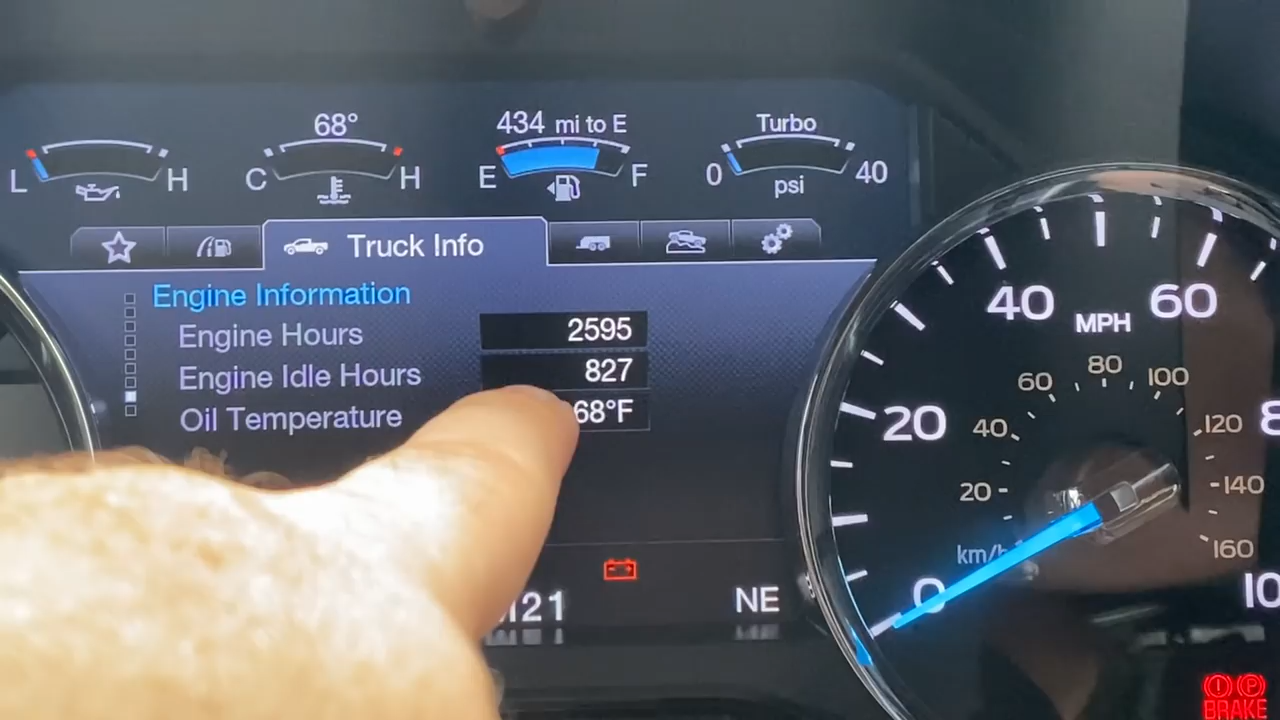 68° 434 mi to E Turbo
L H C H E F 0 40
psi
Truck Info
Engine Information
Engine Hours 2595
Engine Idle Hours 827
Oil Temperature 68°F
121 NE
40 MPH 60
60 80 100
20 40 120
20 140
km/h 160
0 10
BRAKE